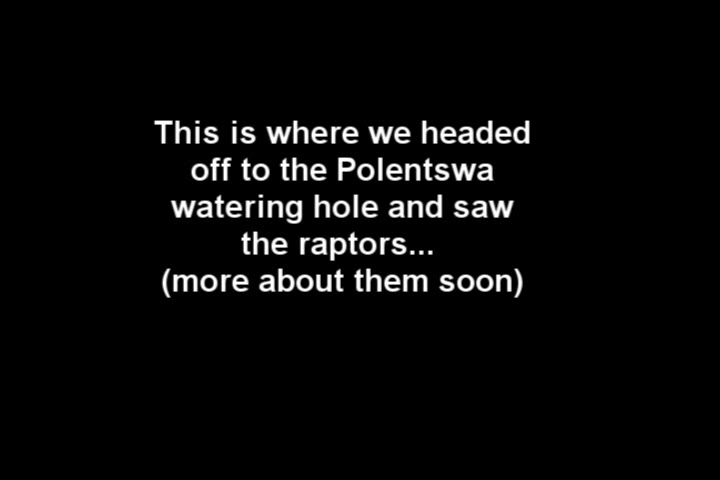 This is where we headed
off to the Polentswa
watering hole and saw
the raptors...
(more about them soon)